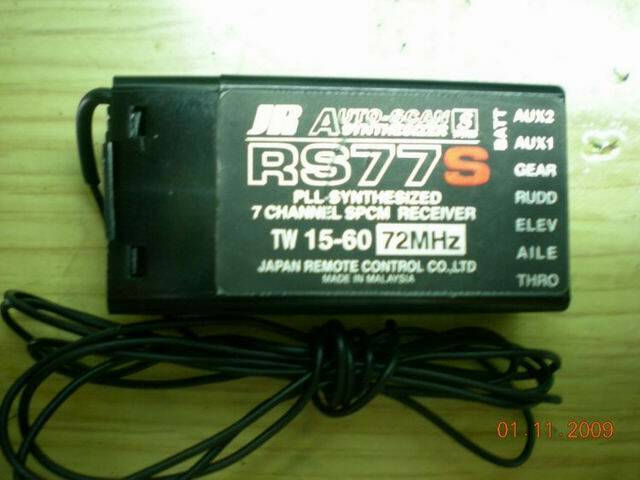 JR AUTO-SCAN S
SYNTHESIZER
RS77S
PLL SYNTHESIZED
7 CHANNEL SPCM RECEIVER
TW 15-60 72MHz
JAPAN REMOTE CONTROL CO.,LTD
MADE IN MALAYSIA
BATT
AUX2
AUX1
GEAR
RUDD
ELEV
AILE
THRO
01.11.2009